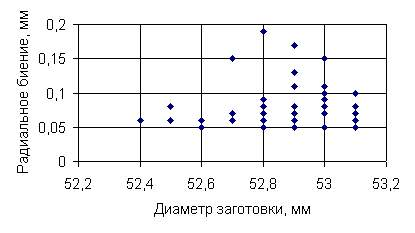 Радиальное биение, мм
0,2
0,15
0,1
0,05
0
52,2 52,4 52,6 52,8 53 53,2
Диаметр заготовки, мм